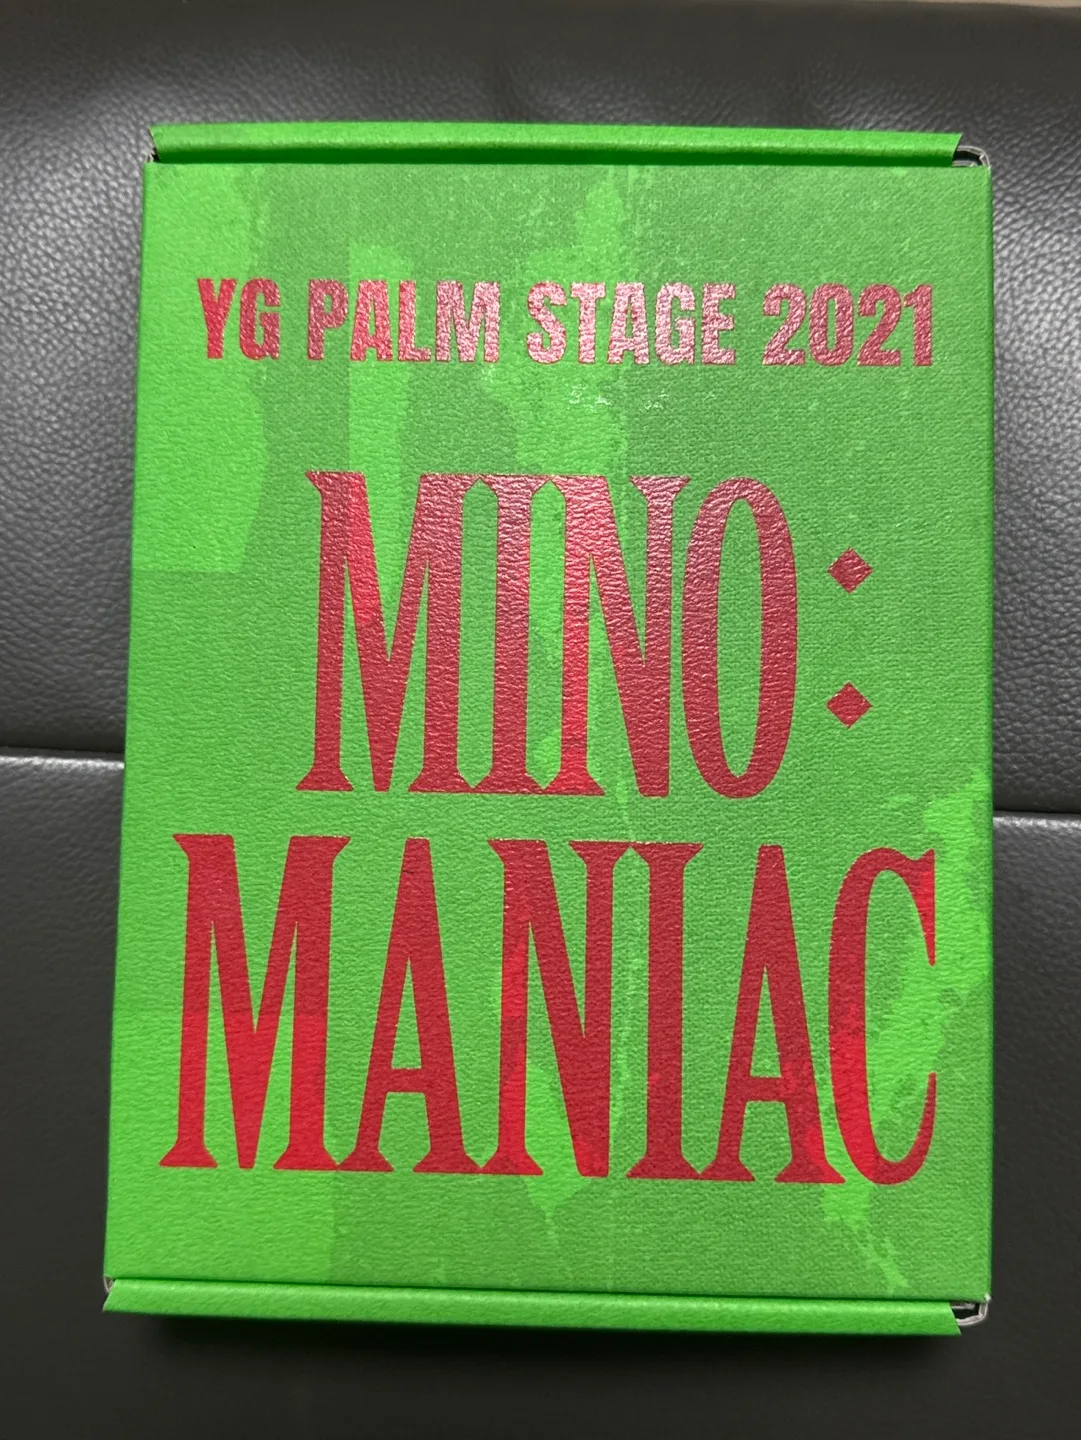 YG PALM STAGE 2021
MINO:
MANIAC